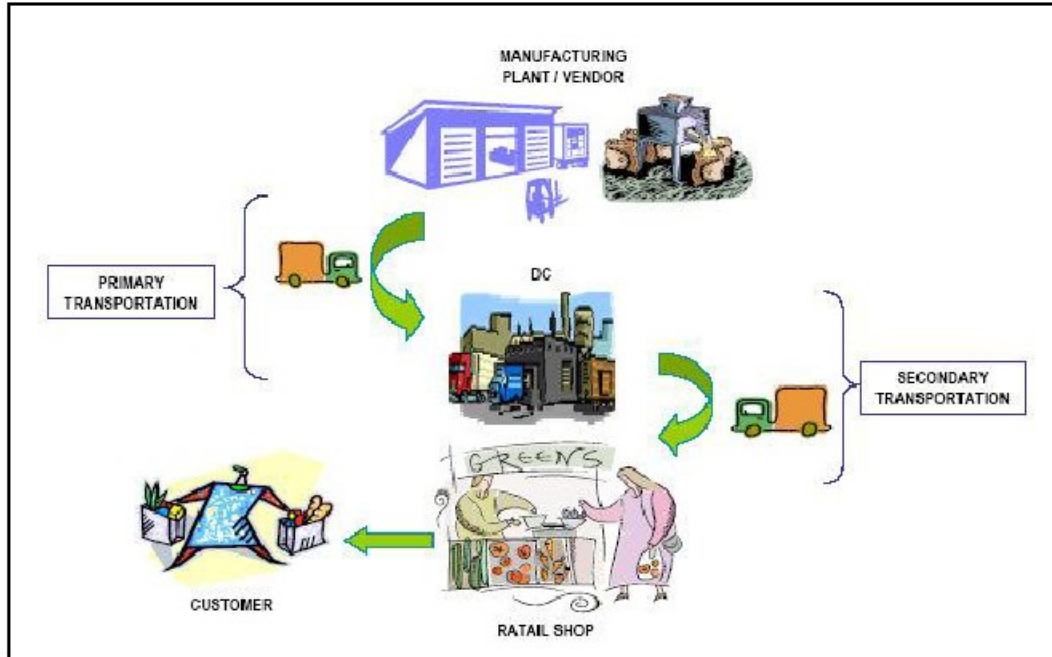 MANUFACTURING
PLANT / VENDOR
PRIMARY
TRANSPORTATION
DC
SECONDARY
TRANSPORTATION
GREENS
CUSTOMER
RATAIL SHOP